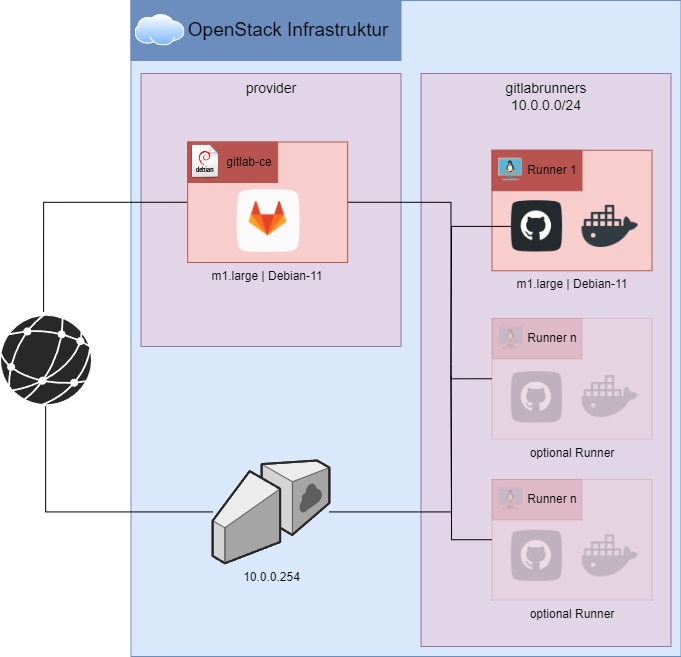 OpenStack Infrastruktur
provider
debian
gitlab-ce
m1.large | Debian-11
gitlabrunners
10.0.0.0/24
Runner 1
m1.large | Debian-11
Runner n
optional Runner
Runner n
optional Runner
10.0.0.254